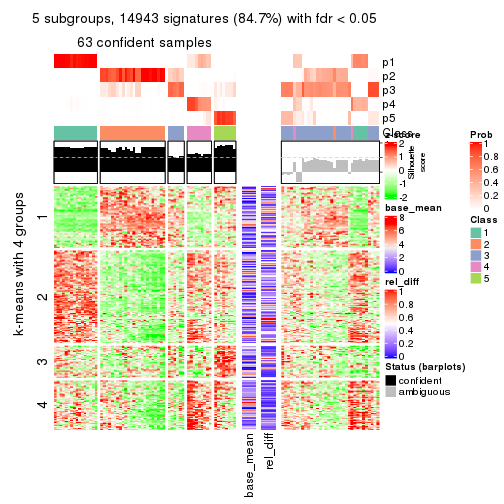 5 subgroups, 14943 signatures (84.7%) with fdr < 0.05
63 confident samples
p1
p2
p3
p4
p5
Class
z-score
2
1
0
-1
-2
Silhouette
score
Prob
1
0.8
0.6
0.4
0.2
0
base_mean
8
6
4
2
0
Class
1
2
3
4
5
rel_diff
1
0.8
0.6
0.4
0.2
0
Status (barplots)
confident
ambiguous
k-means with 4 groups
1
2
3
4
base_mean
rel_diff